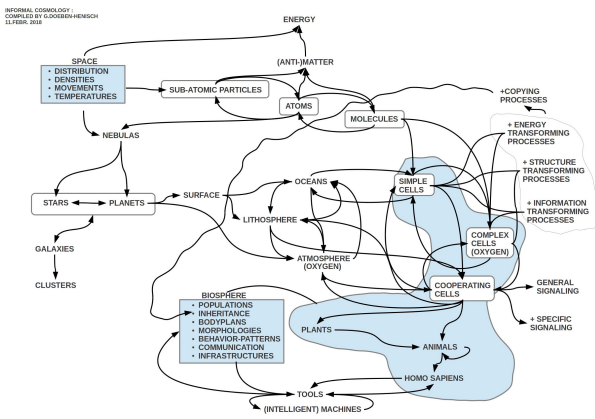 INFORMAL COSMOLOGY :
COMPILED BY G.DOEBEN-HENISCH
11.FEBR. 2018
ENERGY
(ANTI-)MATTER
SPACE
• DISTRIBUTION
• DENSITIES
• MOVEMENTS
• TEMPERATURES
SUB-ATOMIC PARTICLES
ATOMS
MOLECULES
+COPYING
PROCESSES
NEBULAS
+ ENERGY
TRANSFORMING
PROCESSES
+ STRUCTURE
TRANSFORMING
PROCESSES
+ INFORMATION
TRANSFORMING
PROCESSES
STARS
PLANETS
SURFACE
OCEANS
SIMPLE
CELLS
LITHOSPHERE
COMPLEX
CELLS
(OXYGEN)
GALAXIES
CLUSTERS
ATMOSPHERE
(OXYGEN)
COOPERATING
CELLS
GENERAL
SIGNALING
+ SPECIFIC
SIGNALING
BIOSPHERE
• POPULATIONS
• INHERITANCE
• BODYPLANS
• MORPHOLOGIES
• BEHAVIOR-PATTERNS
• COMMUNICATION
• INFRASTRUCTURES
PLANTS
ANIMALS
HOMO SAPIENS
TOOLS
(INTELLIGENT) MACHINES